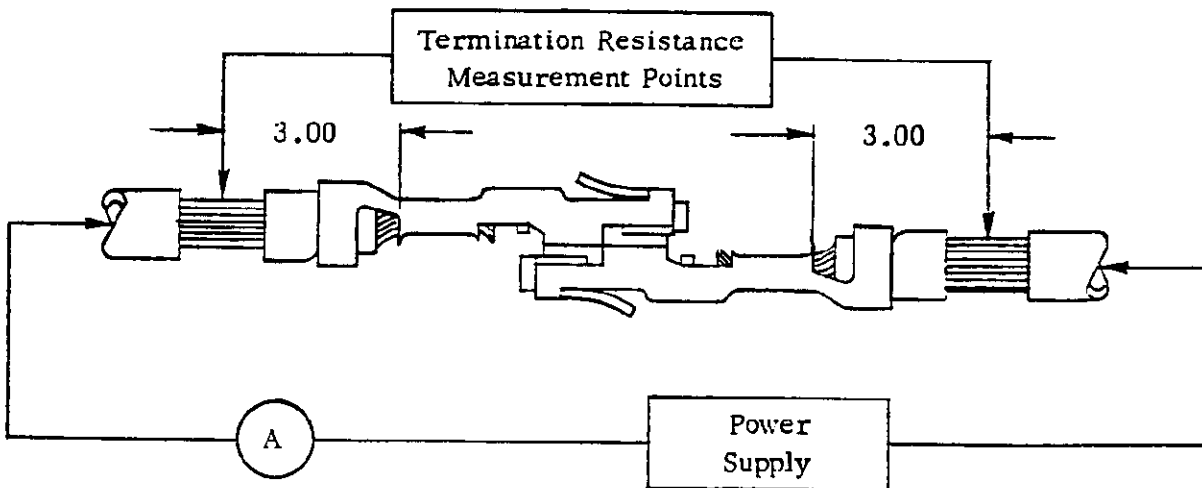 Termination Resistance
Measurement Points
3.00
3.00
A
Power
Supply